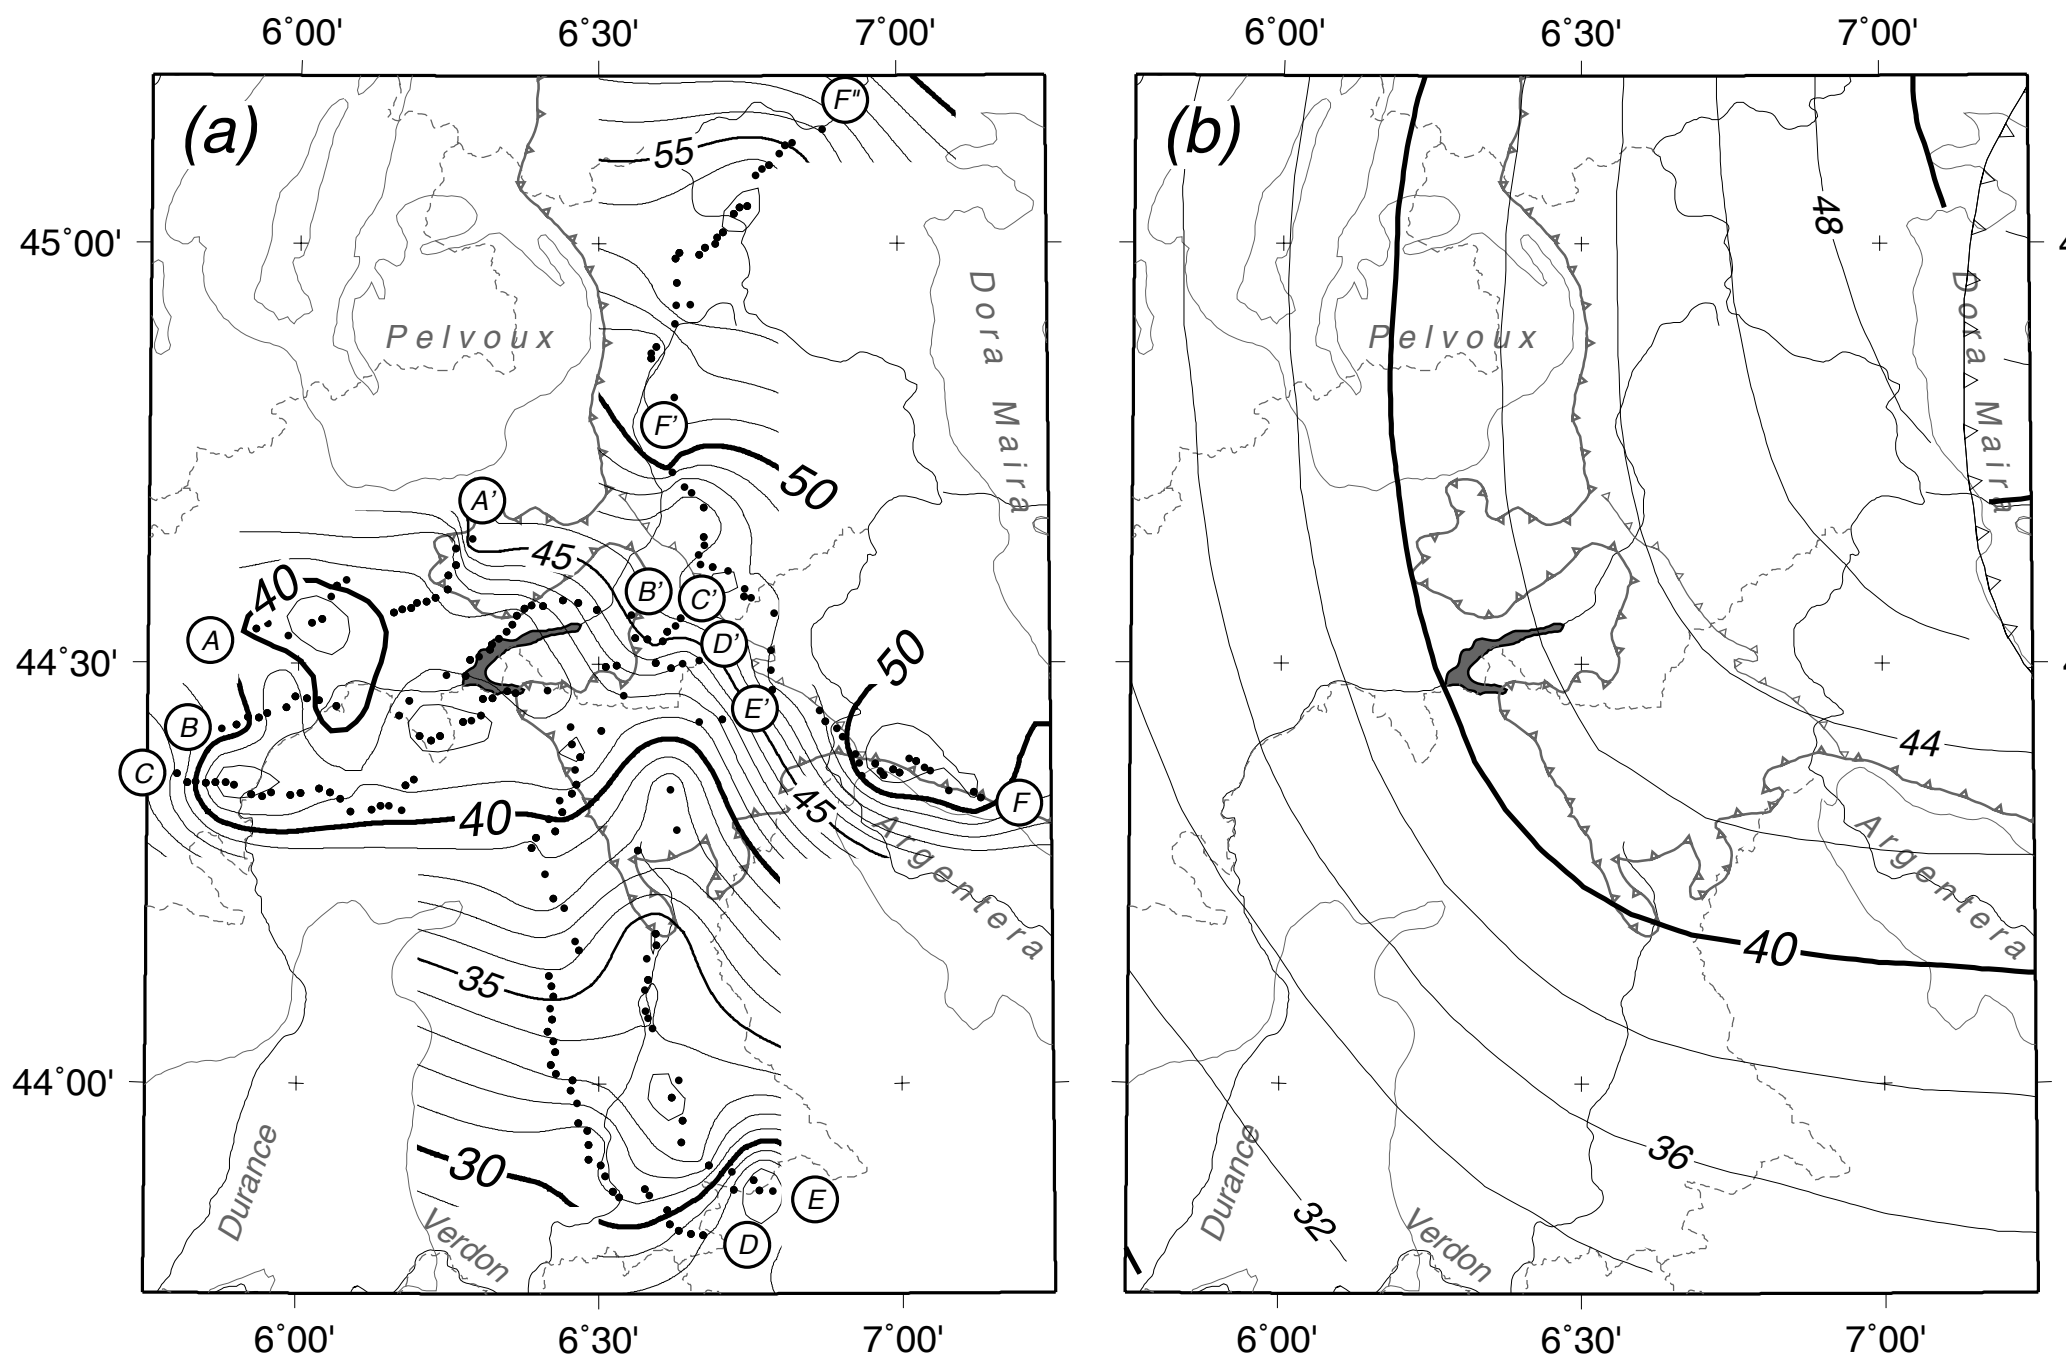 6˚00' 6˚30' 7˚00' 6˚00' 6˚30' 7˚00'
(a) F" (b)
55
48
45˚00'
Dora Maira Dora Maira
Pelvoux Pelvoux
F'
50
A'
45
40 B' C'
A D'
44˚30'
50
B E'
44
C 45 F
40
Argentera Argentera
40
35
44˚00'
Durance 30 Durance 36
Verdon E Verdon 32
D
6˚00' 6˚30' 7˚00' 6˚00' 6˚30' 7˚00'